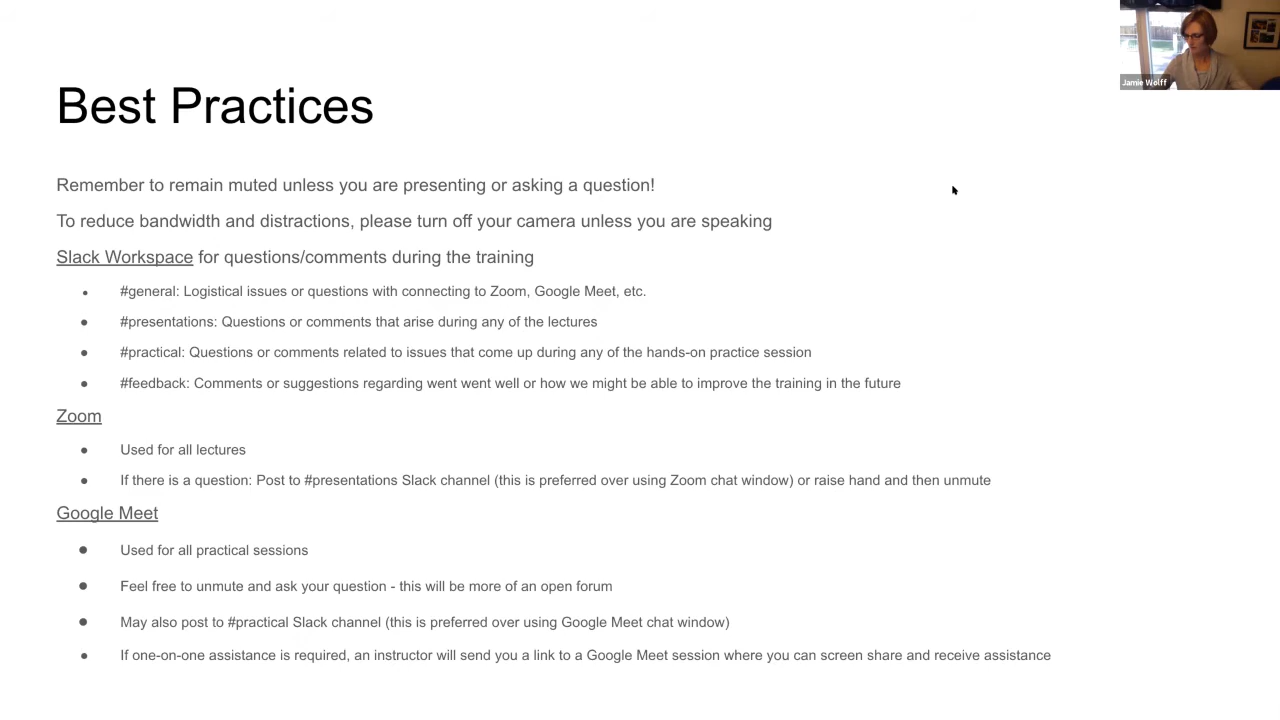 Jamie Wolff
Best Practices
Remember to remain muted unless you are presenting or asking a question!
To reduce bandwidth and distractions, please turn off your camera unless you are speaking
Slack Workspace for questions/comments during the training
● #general: Logistical issues or questions with connecting to Zoom, Google Meet, etc.
● #presentations: Questions or comments that arise during any of the lectures
● #practical: Questions or comments related to issues that come up during any of the hands-on practice session
● #feedback: Comments or suggestions regarding went went well or how we might be able to improve the training in the future
Zoom
● Used for all lectures
● If there is a question: Post to #presentations Slack channel (this is preferred over using Zoom chat window) or raise hand and then unmute
Google Meet
● Used for all practical sessions
● Feel free to unmute and ask your question - this will be more of an open forum
● May also post to #practical Slack channel (this is preferred over using Google Meet chat window)
● If one-on-one assistance is required, an instructor will send you a link to a Google Meet session where you can screen share and receive assistance